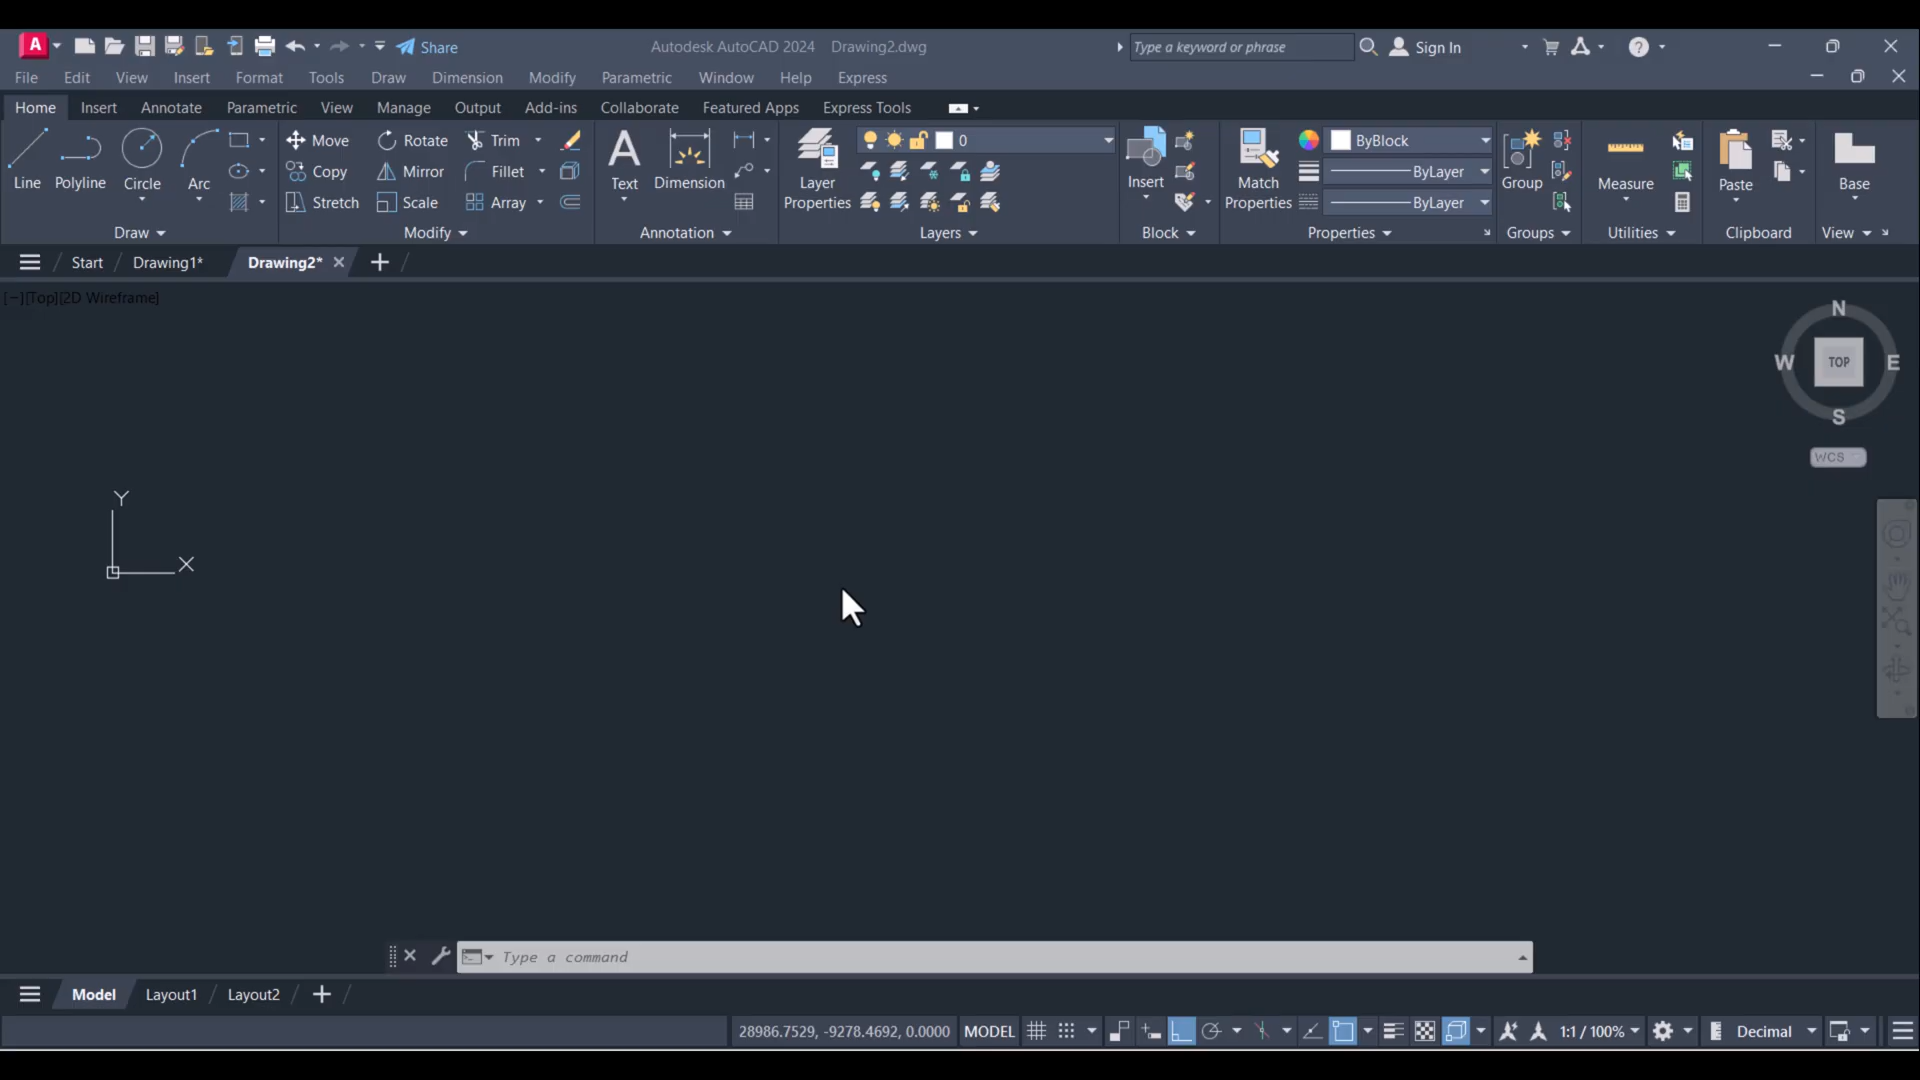 A Share Autodesk AutoCAD 2024 Drawing2.dwg Type a keyword or phrase Sign In
File Edit View Insert Format Tools Draw Dimension Modify Parametric Window Help Express
Home Insert Annotate Parametric View Manage Output Add-ins Collaborate Featured Apps Express Tools
Move Rotate Trim 0 ByBlock
Line Polyline Circle Arc Copy Mirror Fillet Text Dimension Layer Properties Insert Match Properties ByLayer Group Measure Paste Base
Stretch Scale Array ByLayer
Draw Modify Annotation Layers Block Properties Groups Utilities Clipboard View
Start Drawing1* Drawing2*
[−][Top][2D Wireframe]
N
W TOP E
S
WCS
Y
X
Type a command
Model Layout1 Layout2
28986.7529, -9278.4692, 0.0000 MODEL 1:1 / 100% Decimal